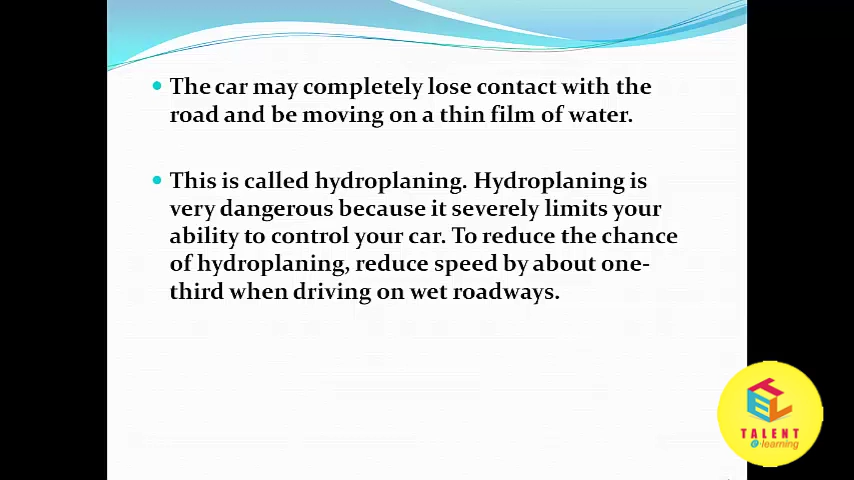 The car may completely lose contact with the
road and be moving on a thin film of water.
This is called hydroplaning. Hydroplaning is
very dangerous because it severely limits your
ability to control your car. To reduce the chance
of hydroplaning, reduce speed by about one-
third when driving on wet roadways.
TEL
TALENT
e-learning